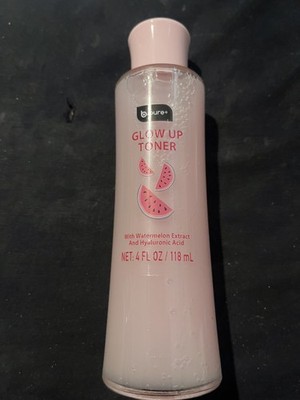 b.pure+
GLOW UP
TONER
With Watermelon Extract
And Hyaluronic Acid
NET 4 FL OZ / 118 mL